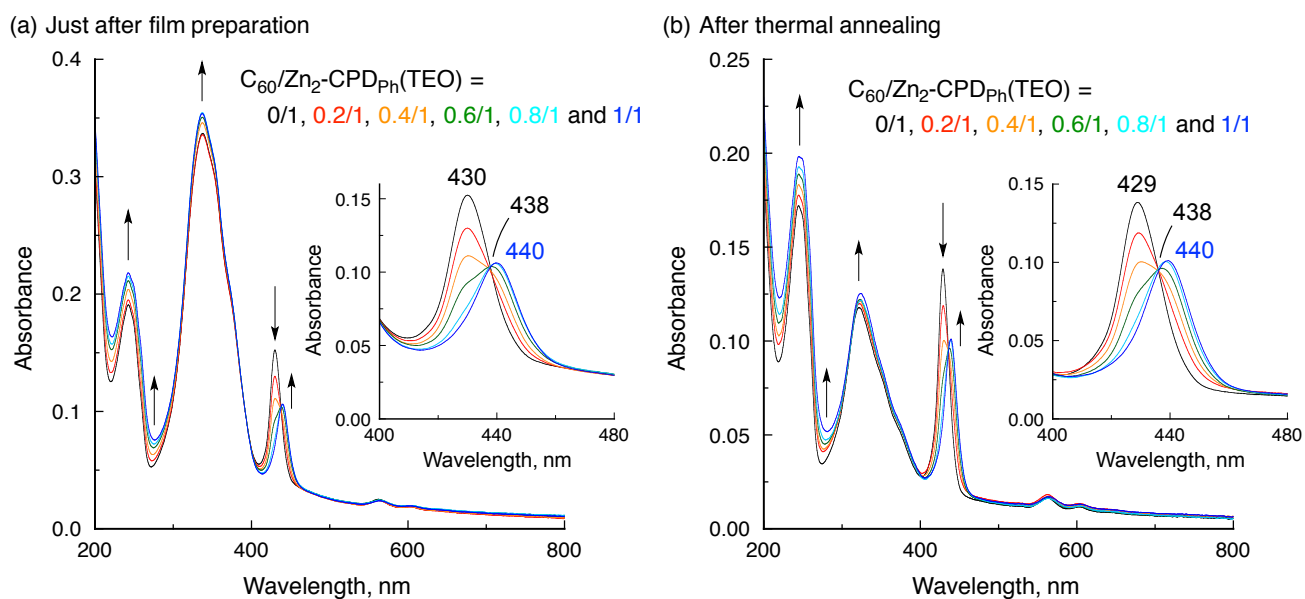 (a) Just after film preparation
C60/Zn2-CPDPh(TEO) =
0/1, 0.2/1, 0.4/1, 0.6/1, 0.8/1 and 1/1
0.4
0.3
0.2
0.1
0.0
Absorbance
200 400 600 800
Wavelength, nm
0.15
0.10
0.05
0.00
Absorbance
430
438
440
400 440 480
Wavelength, nm
(b) After thermal annealing
C60/Zn2-CPDPh(TEO) =
0/1, 0.2/1, 0.4/1, 0.6/1, 0.8/1 and 1/1
0.25
0.20
0.15
0.10
0.05
0.00
Absorbance
200 400 600 800
Wavelength, nm
0.15
0.10
0.05
0.00
Absorbance
429
438
440
400 440 480
Wavelength, nm